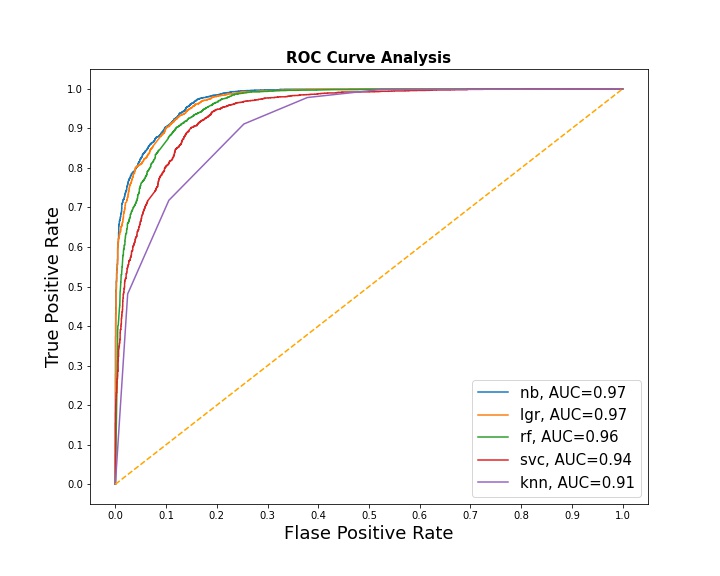 ROC Curve Analysis
True Positive Rate
1.0
0.9
0.8
0.7
0.6
0.5
0.4
0.3
0.2
0.1
0.0
nb, AUC=0.97
lgr, AUC=0.97
rf, AUC=0.96
svc, AUC=0.94
knn, AUC=0.91
0.0 0.1 0.2 0.3 0.4 0.5 0.6 0.7 0.8 0.9 1.0
Flase Positive Rate